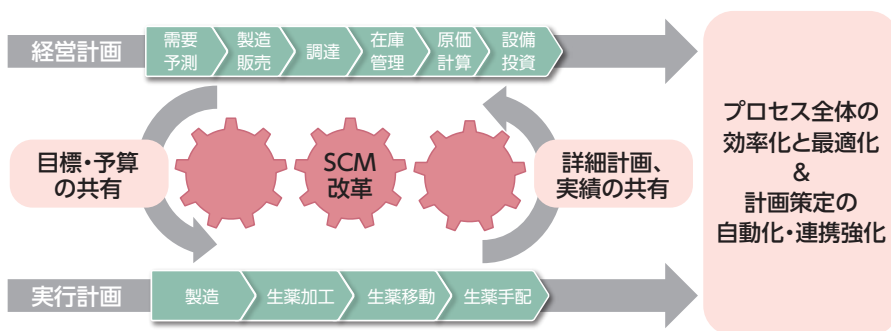 経営計画
需要
予測
製造
販売
調達
在庫
管理
原価
計算
設備
投資
目標・予算
の共有
SCM
改革
詳細計画、
実績の共有
実行計画
製造
生薬加工
生薬移動
生薬手配
プロセス全体の
効率化と最適化
&
計画策定の
自動化・連携強化